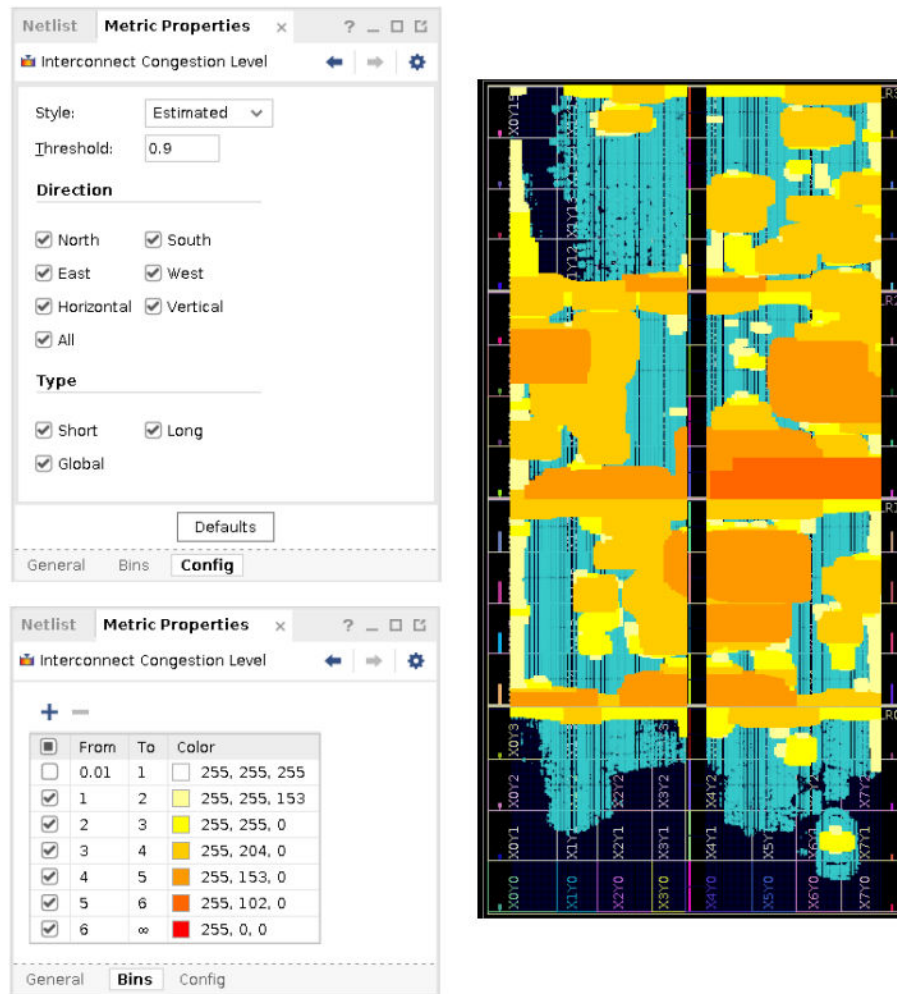 Netlist Metric Properties × ? _
Interconnect Congestion Level
Style: Estimated
Threshold: 0.9
Direction
North South
East West
Horizontal Vertical
All
Type
Short Long
Global
Defaults
General Bins Config
Netlist Metric Properties × ? _
Interconnect Congestion Level
From To Color
0.01 1 255, 255, 255
1 2 255, 255, 153
2 3 255, 255, 0
3 4 255, 204, 0
4 5 255, 153, 0
5 6 255, 102, 0
6 ∞ 255, 0, 0
General Bins Config
X0Y15
X1Y13
X1Y12
X0Y3
X0Y2 X2Y2 X3Y2 X4Y2 X7Y2
X0Y1 X2Y1 X3Y1 X4Y1 X7Y1
X0Y0 X1Y0 X2Y0 X3Y0 X4Y0 X5Y0 X6Y0 X7Y0